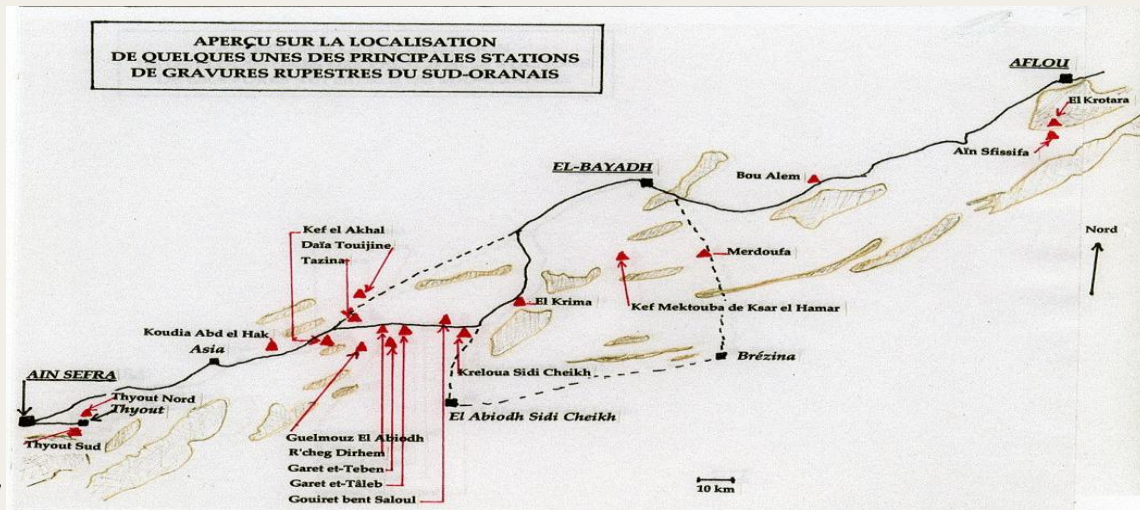 APERÇU SUR LA LOCALISATION
DE QUELQUES UNES DES PRINCIPALES STATIONS
DE GRAVURES RUPESTRES DU SUD-ORANAIS
AFLOU
El Krotara
Aïn Sfissifa
EL-BAYADH
Bou Alem
Nord
Kef el Akhal
Daïa Touijine
Tazina
Merdoufa
El Krima
Kef Mektouba de Ksar el Hamar
Koudia Abd el Hak
Asla
Brézina
AIN SEFRA
Kreloua Sidi Cheikh
Thyout Nord
Thyout
El Abiodh Sidi Cheikh
Thyout Sud
Guelmouz El Abiodh
R'cheg Dirhem
Garet et-Teben
Garet et-Tâleb
Gouiret bent Saloul
10 km